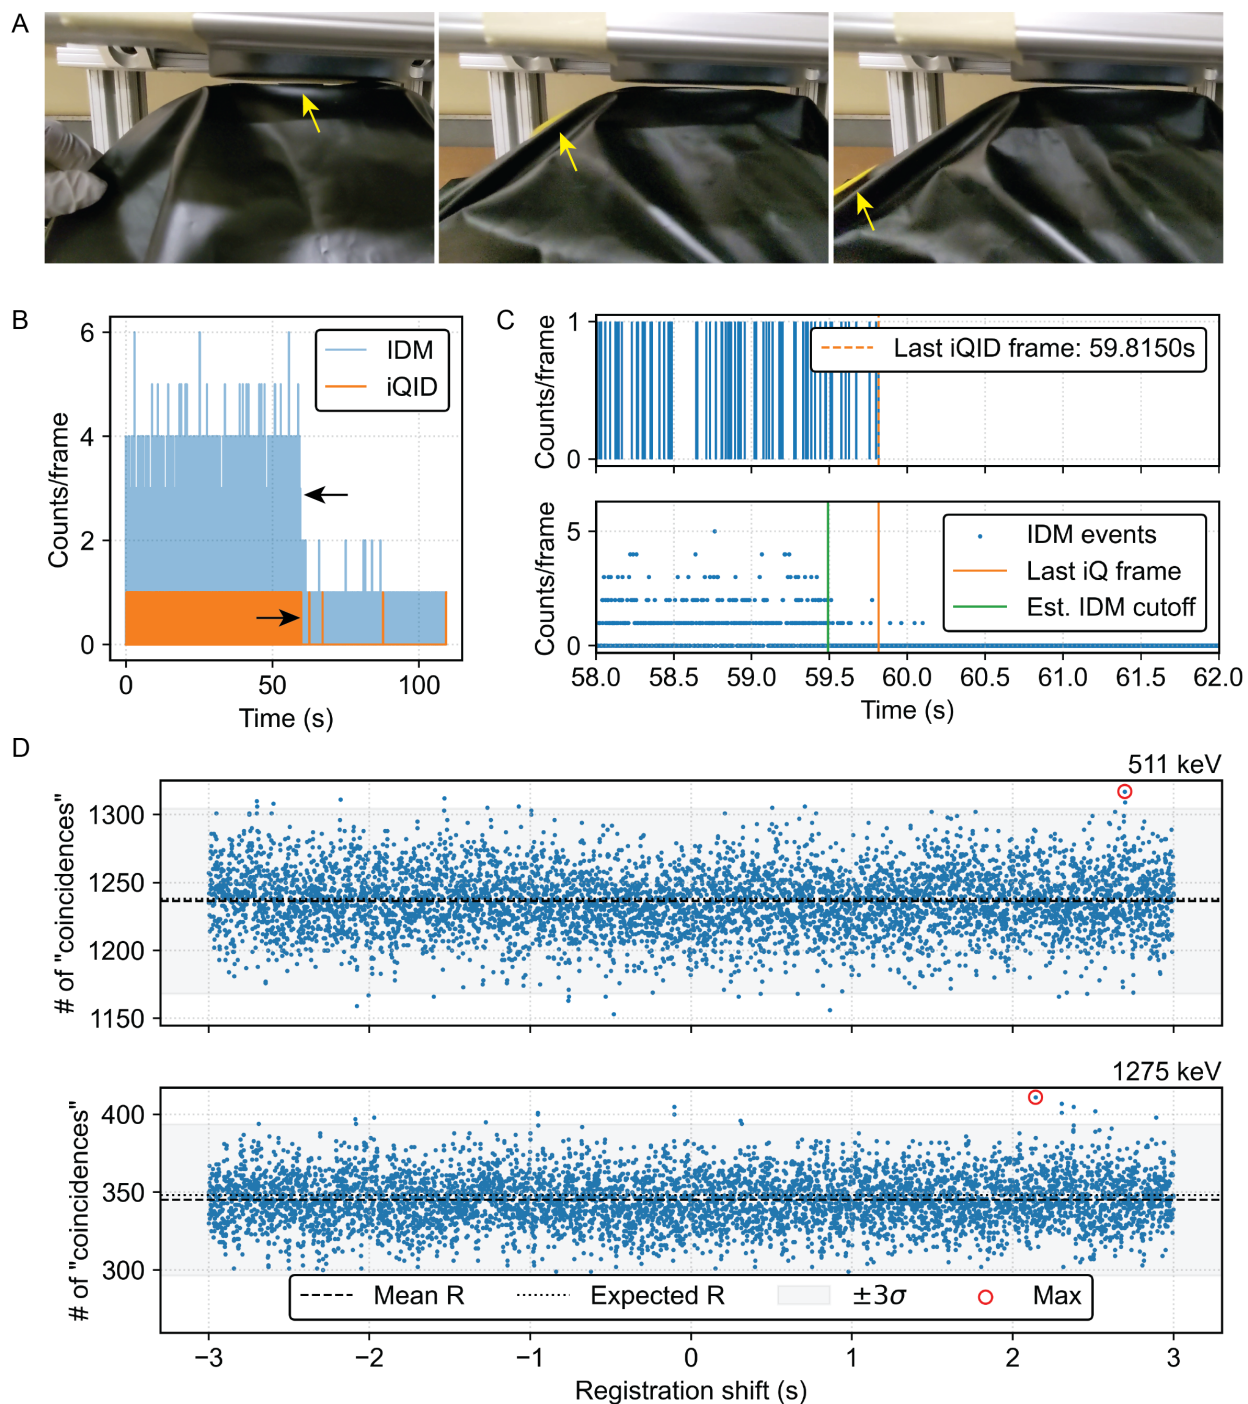 A
B
6
4
2
0
Counts/frame
IDM
iQID
0
50
100
Time (s)
C
1
0
Counts/frame
Last iQID frame: 59.8150s
5
0
Counts/frame
IDM events
Last iQ frame
Est. IDM cutoff
58.0 58.5 59.0 59.5 60.0 60.5 61.0 61.5 62.0
Time (s)
D
511 keV
1300
1250
1200
1150
# of "coincidences"
1275 keV
400
350
300
# of "coincidences"
Mean R
Expected R
±3σ
Max
−3 −2 −1 0 1 2 3
Registration shift (s)